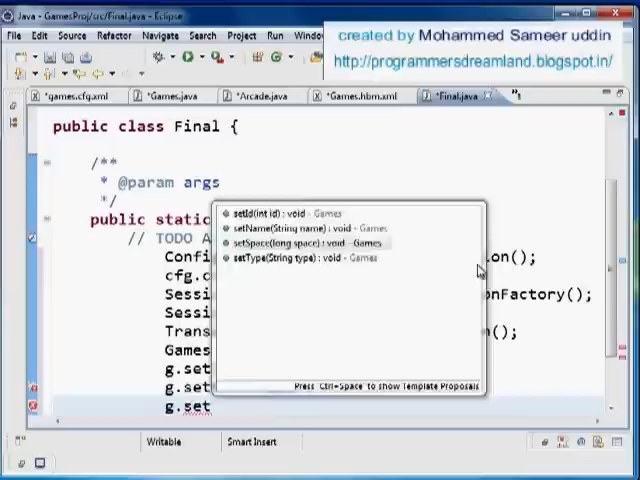 Java - GamesProj/src/Final.java - Eclipse
File Edit Source Refactor Navigate Search Project Run
created by Mohammed Sameer uddin
http://programmersdreamland.blogspot.in/
*games.cfg.xml *Games.java *Arcade.java *Games.hbm.xml *Final.java
public class Final {
/**
* @param args
*/
public static
// TODO A
Confi on();
cfg.c
Sessi onFactory();
Sessi
Trans on();
Games
g.set
g.set
g.set
setId(int id) : void - Games
setName(String name) : void - Games
setSpace(long space) : void - Games
setType(String type) : void - Games
Press 'Ctrl+Space' to show Template Proposals
Writable Smart Insert